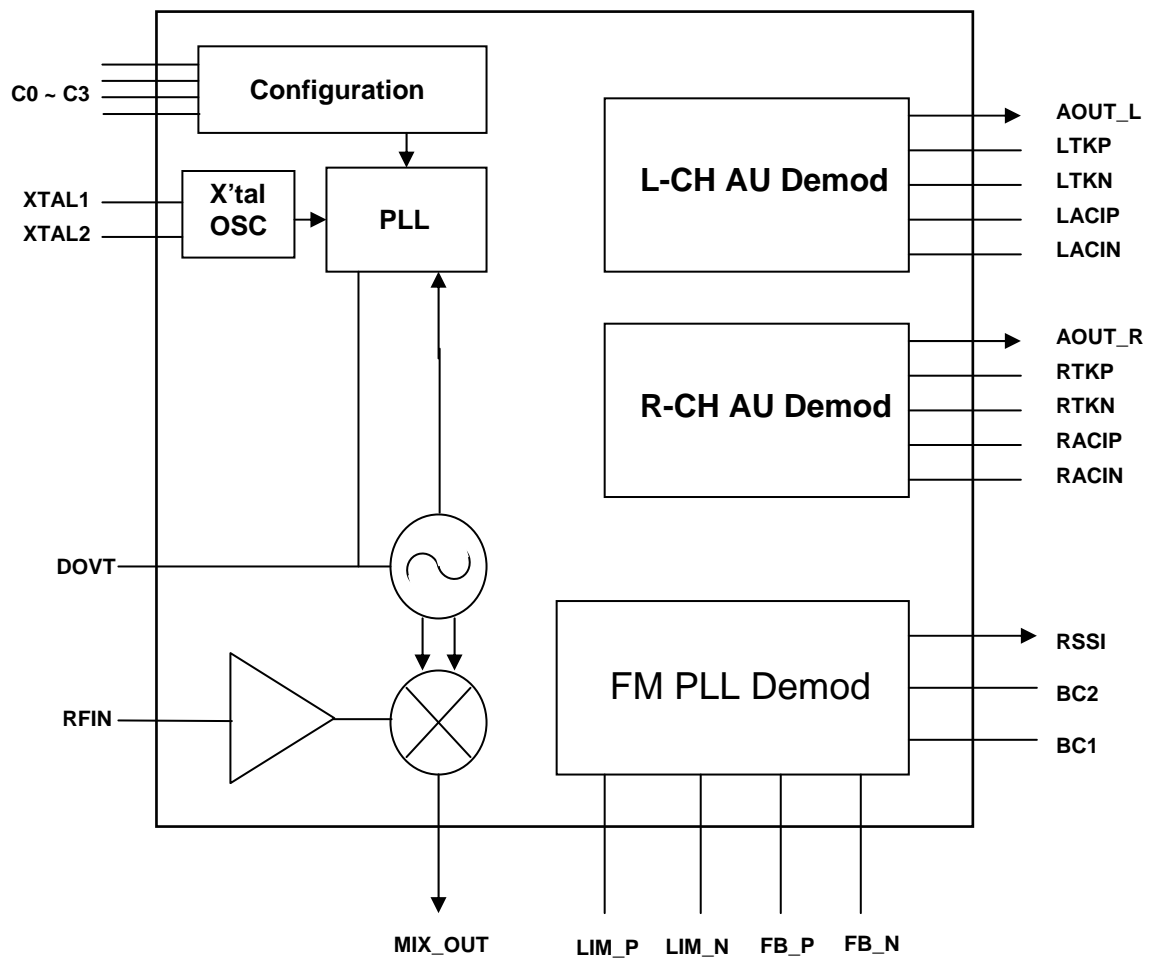 Configuration
C0 ~ C3
AOUT_L
LTKP
L-CH AU Demod
LTKN
LACIP
LACIN
X'tal
OSC
PLL
XTAL1
XTAL2
AOUT_R
RTKP
R-CH AU Demod
RTKN
RACIP
RACIN
DOVT
RSSI
FM PLL Demod
BC2
BC1
RFIN
MIX_OUT
LIM_P
LIM_N
FB_P
FB_N